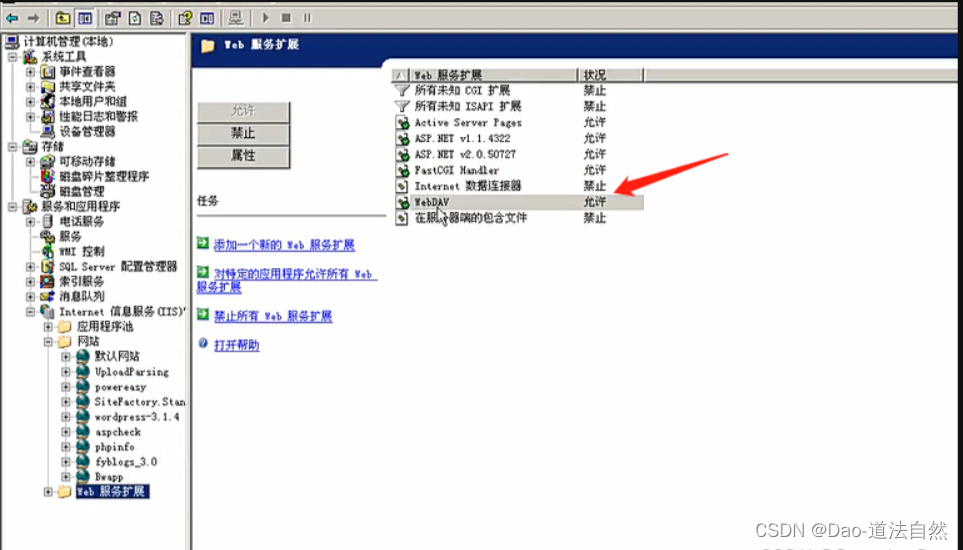 计算机管理(本地)
系统工具
事件查看器
共享文件夹
本地用户和组
性能日志和警报
设备管理器
存储
可移动存储
磁盘碎片整理程序
磁盘管理
服务和应用程序
电话服务
服务
WMI 控制
SQL Server 配置管理器
索引服务
消息队列
Internet 信息服务(IIS)
应用程序池
网站
默认网站
UploadParsing
powereasy
SiteFactory.Stan
wordpress-3.1.4
aspcheck
phpinfo
fyblogs_3.0
Bwapp
Web 服务扩展
Web 服务扩展
允许
禁止
属性
任务
添加一个新的 Web 服务扩展
对特定的应用程序允许所有 Web
服务扩展
禁止所有 Web 服务扩展
打开帮助
Web 服务扩展 状况
所有未知 CGI 扩展 禁止
所有未知 ISAPI 扩展 禁止
Active Server Pages 允许
ASP.NET v1.1.4322 允许
ASP.NET v2.0.50727 允许
FastCGI Handler 允许
Internet 数据连接器 禁止
WebDAV 允许
在服务器端的包含文件 禁止
CSDN @Dao-道法自然